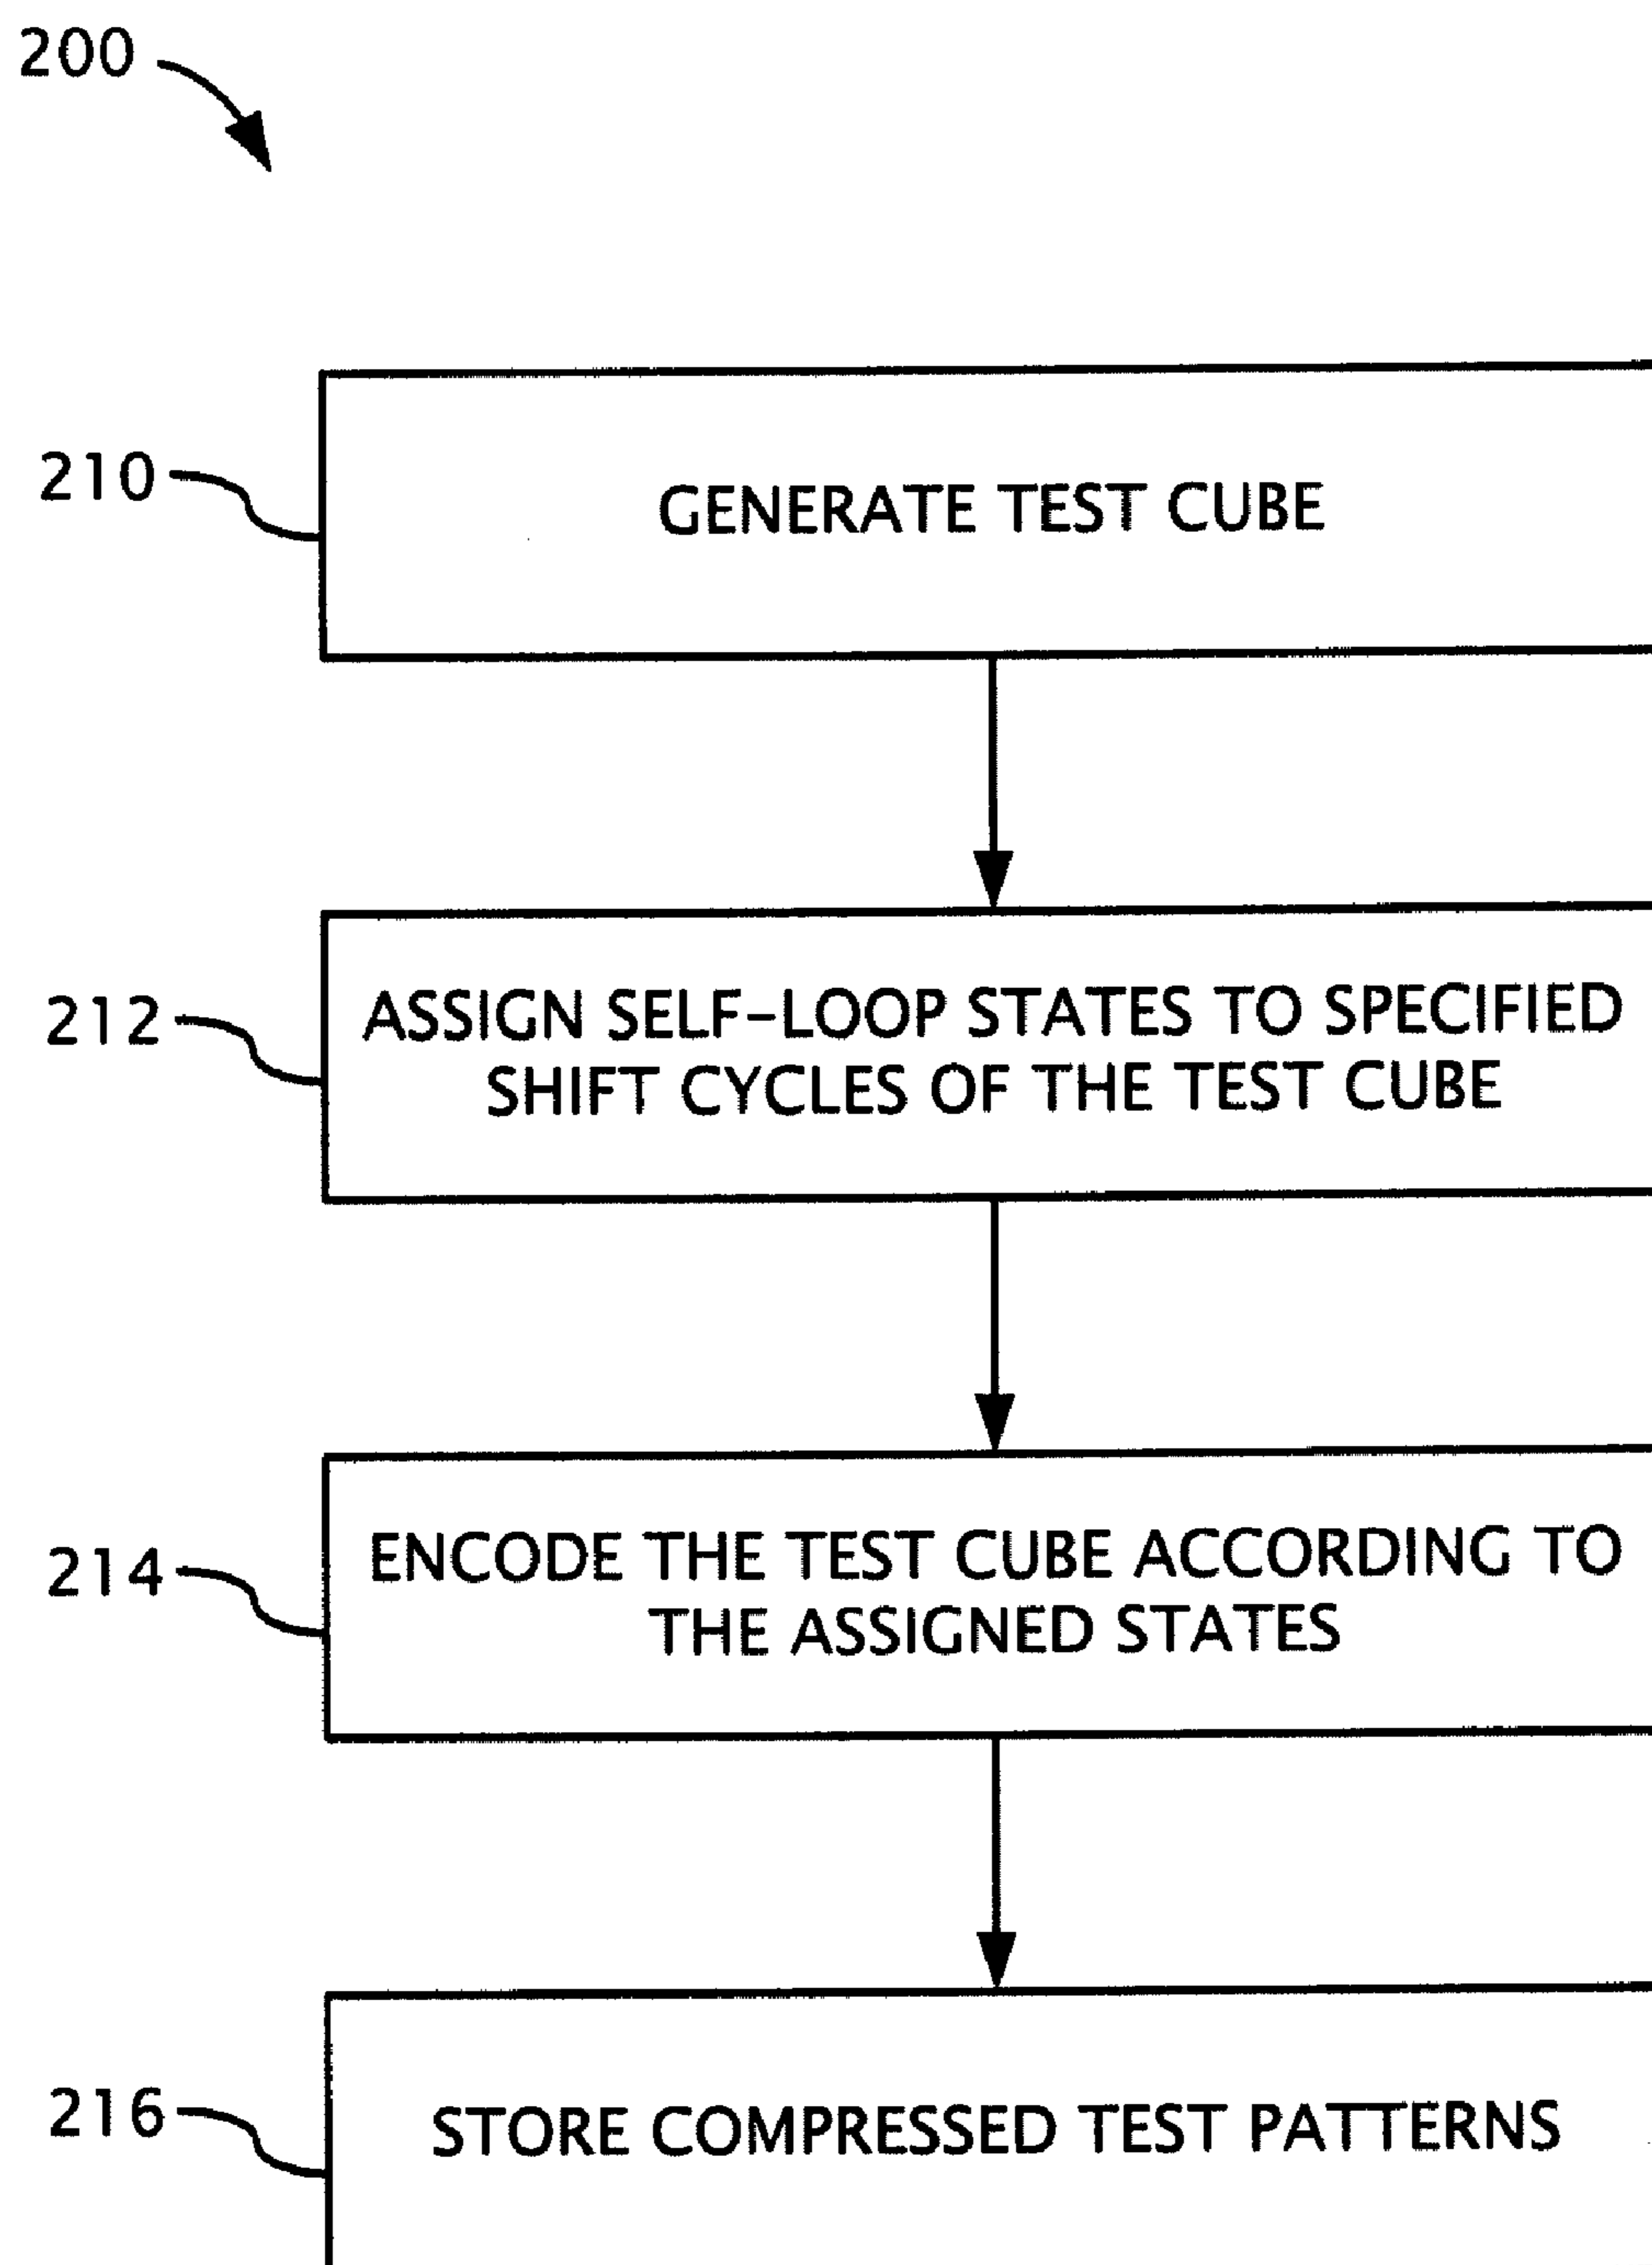 200
210
GENERATE TEST CUBE
212
ASSIGN SELF-LOOP STATES TO SPECIFIED
SHIFT CYCLES OF THE TEST CUBE
214
ENCODE THE TEST CUBE ACCORDING TO
THE ASSIGNED STATES
216
STORE COMPRESSED TEST PATTERNS